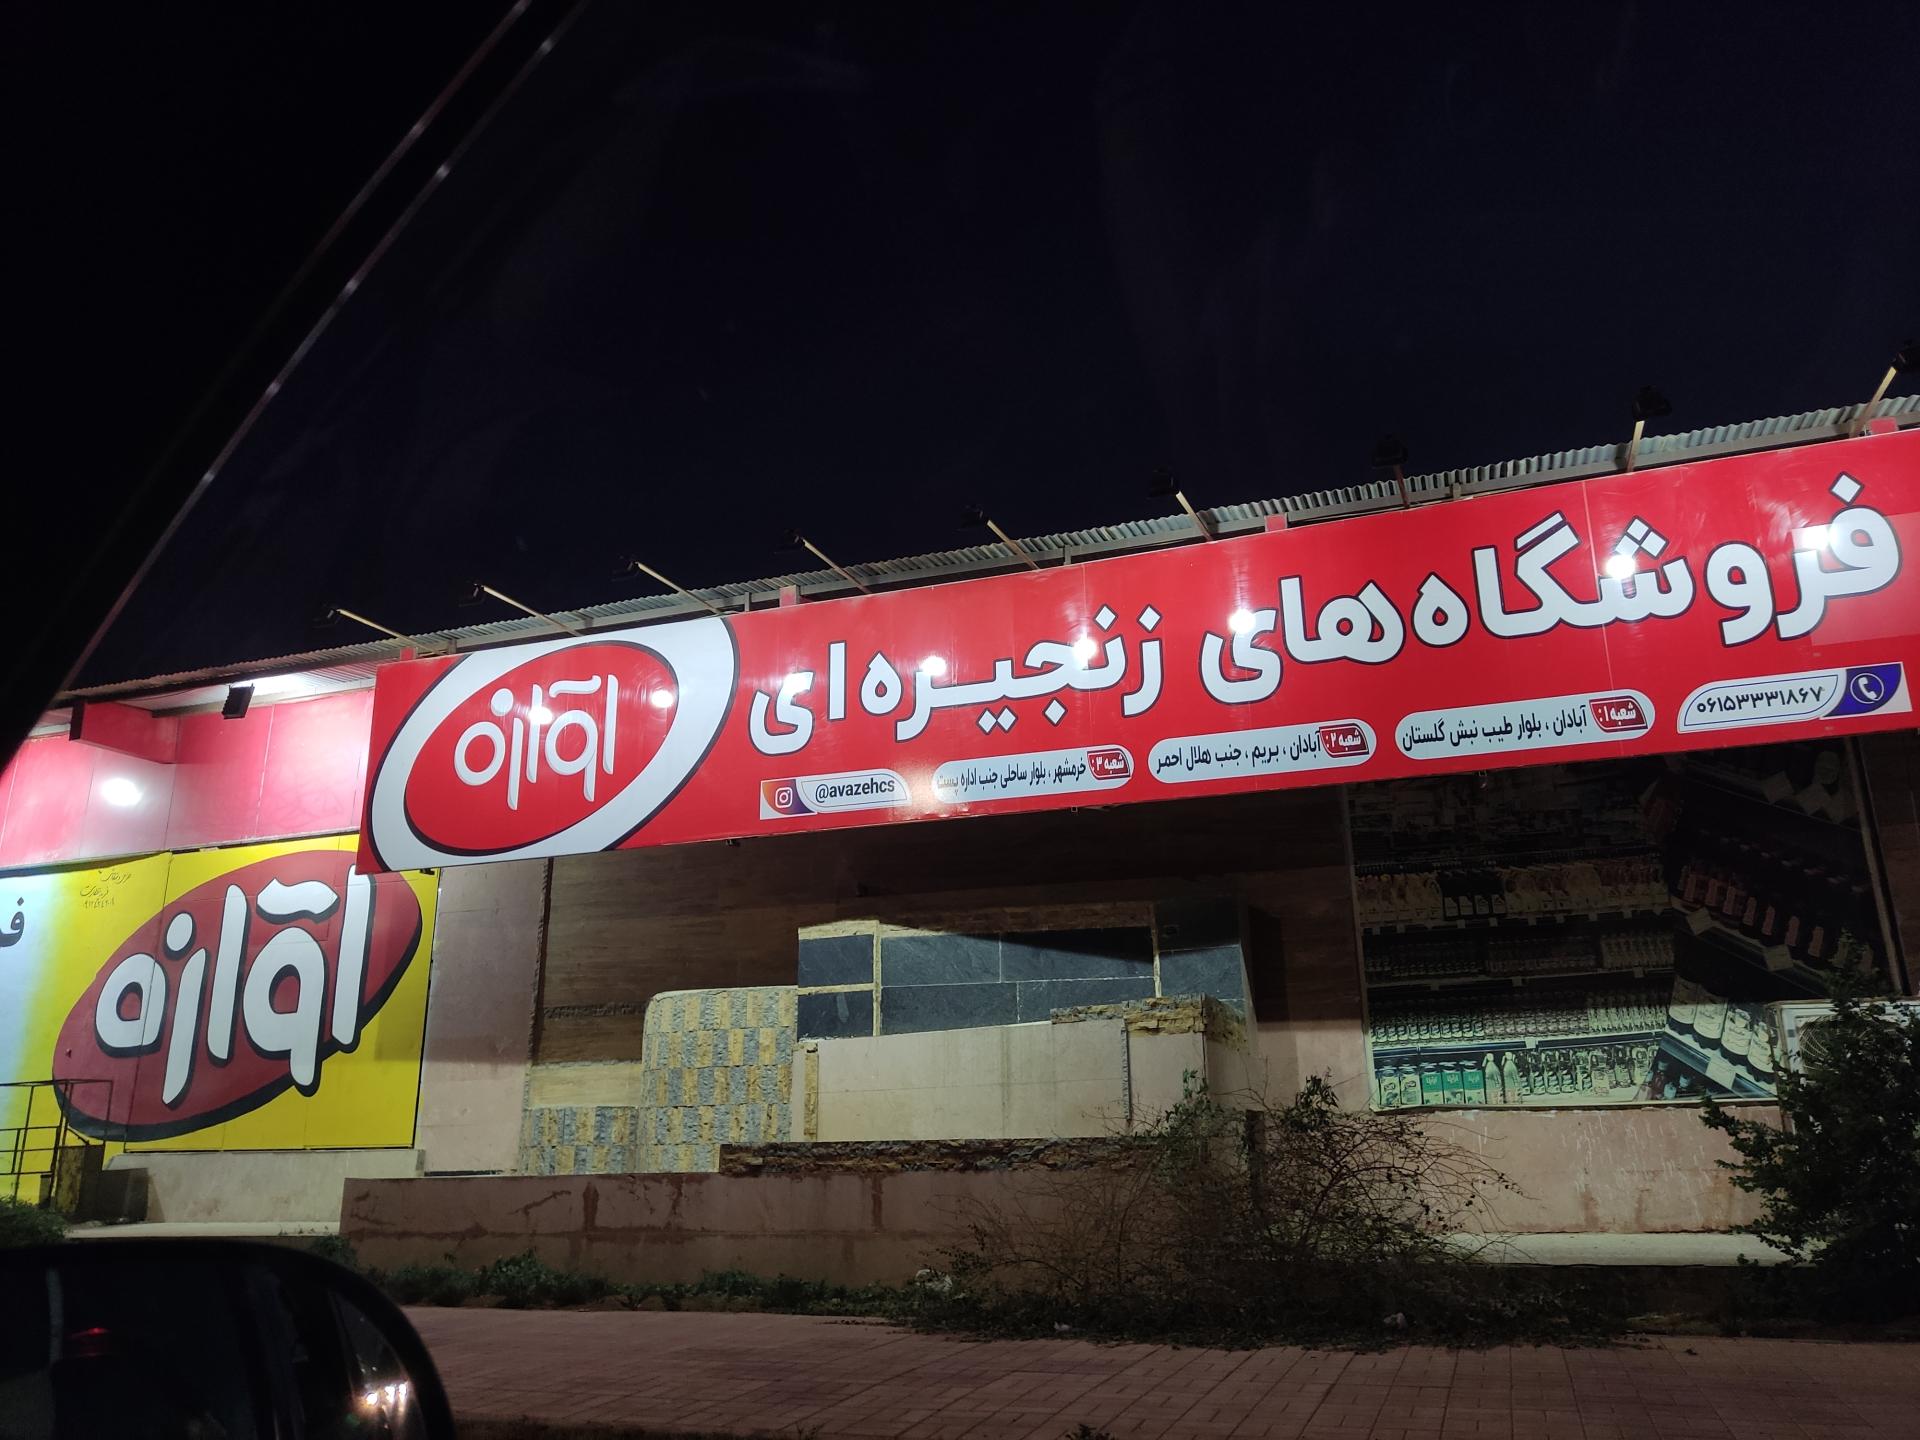 فروشگاه‌های زنجیره‌ای
آوازه
۰۶۱۵۳۳۳۱۸۶۷
شعبه ۱: آبادان ، بلوار طیب نبش گلستان
شعبه ۲: آبادان ، بریم ، جنب هلال احمر
شعبه ۳: خرمشهر ، بلوار ساحلی جنب اداره پست
@avazehcs
آوازه